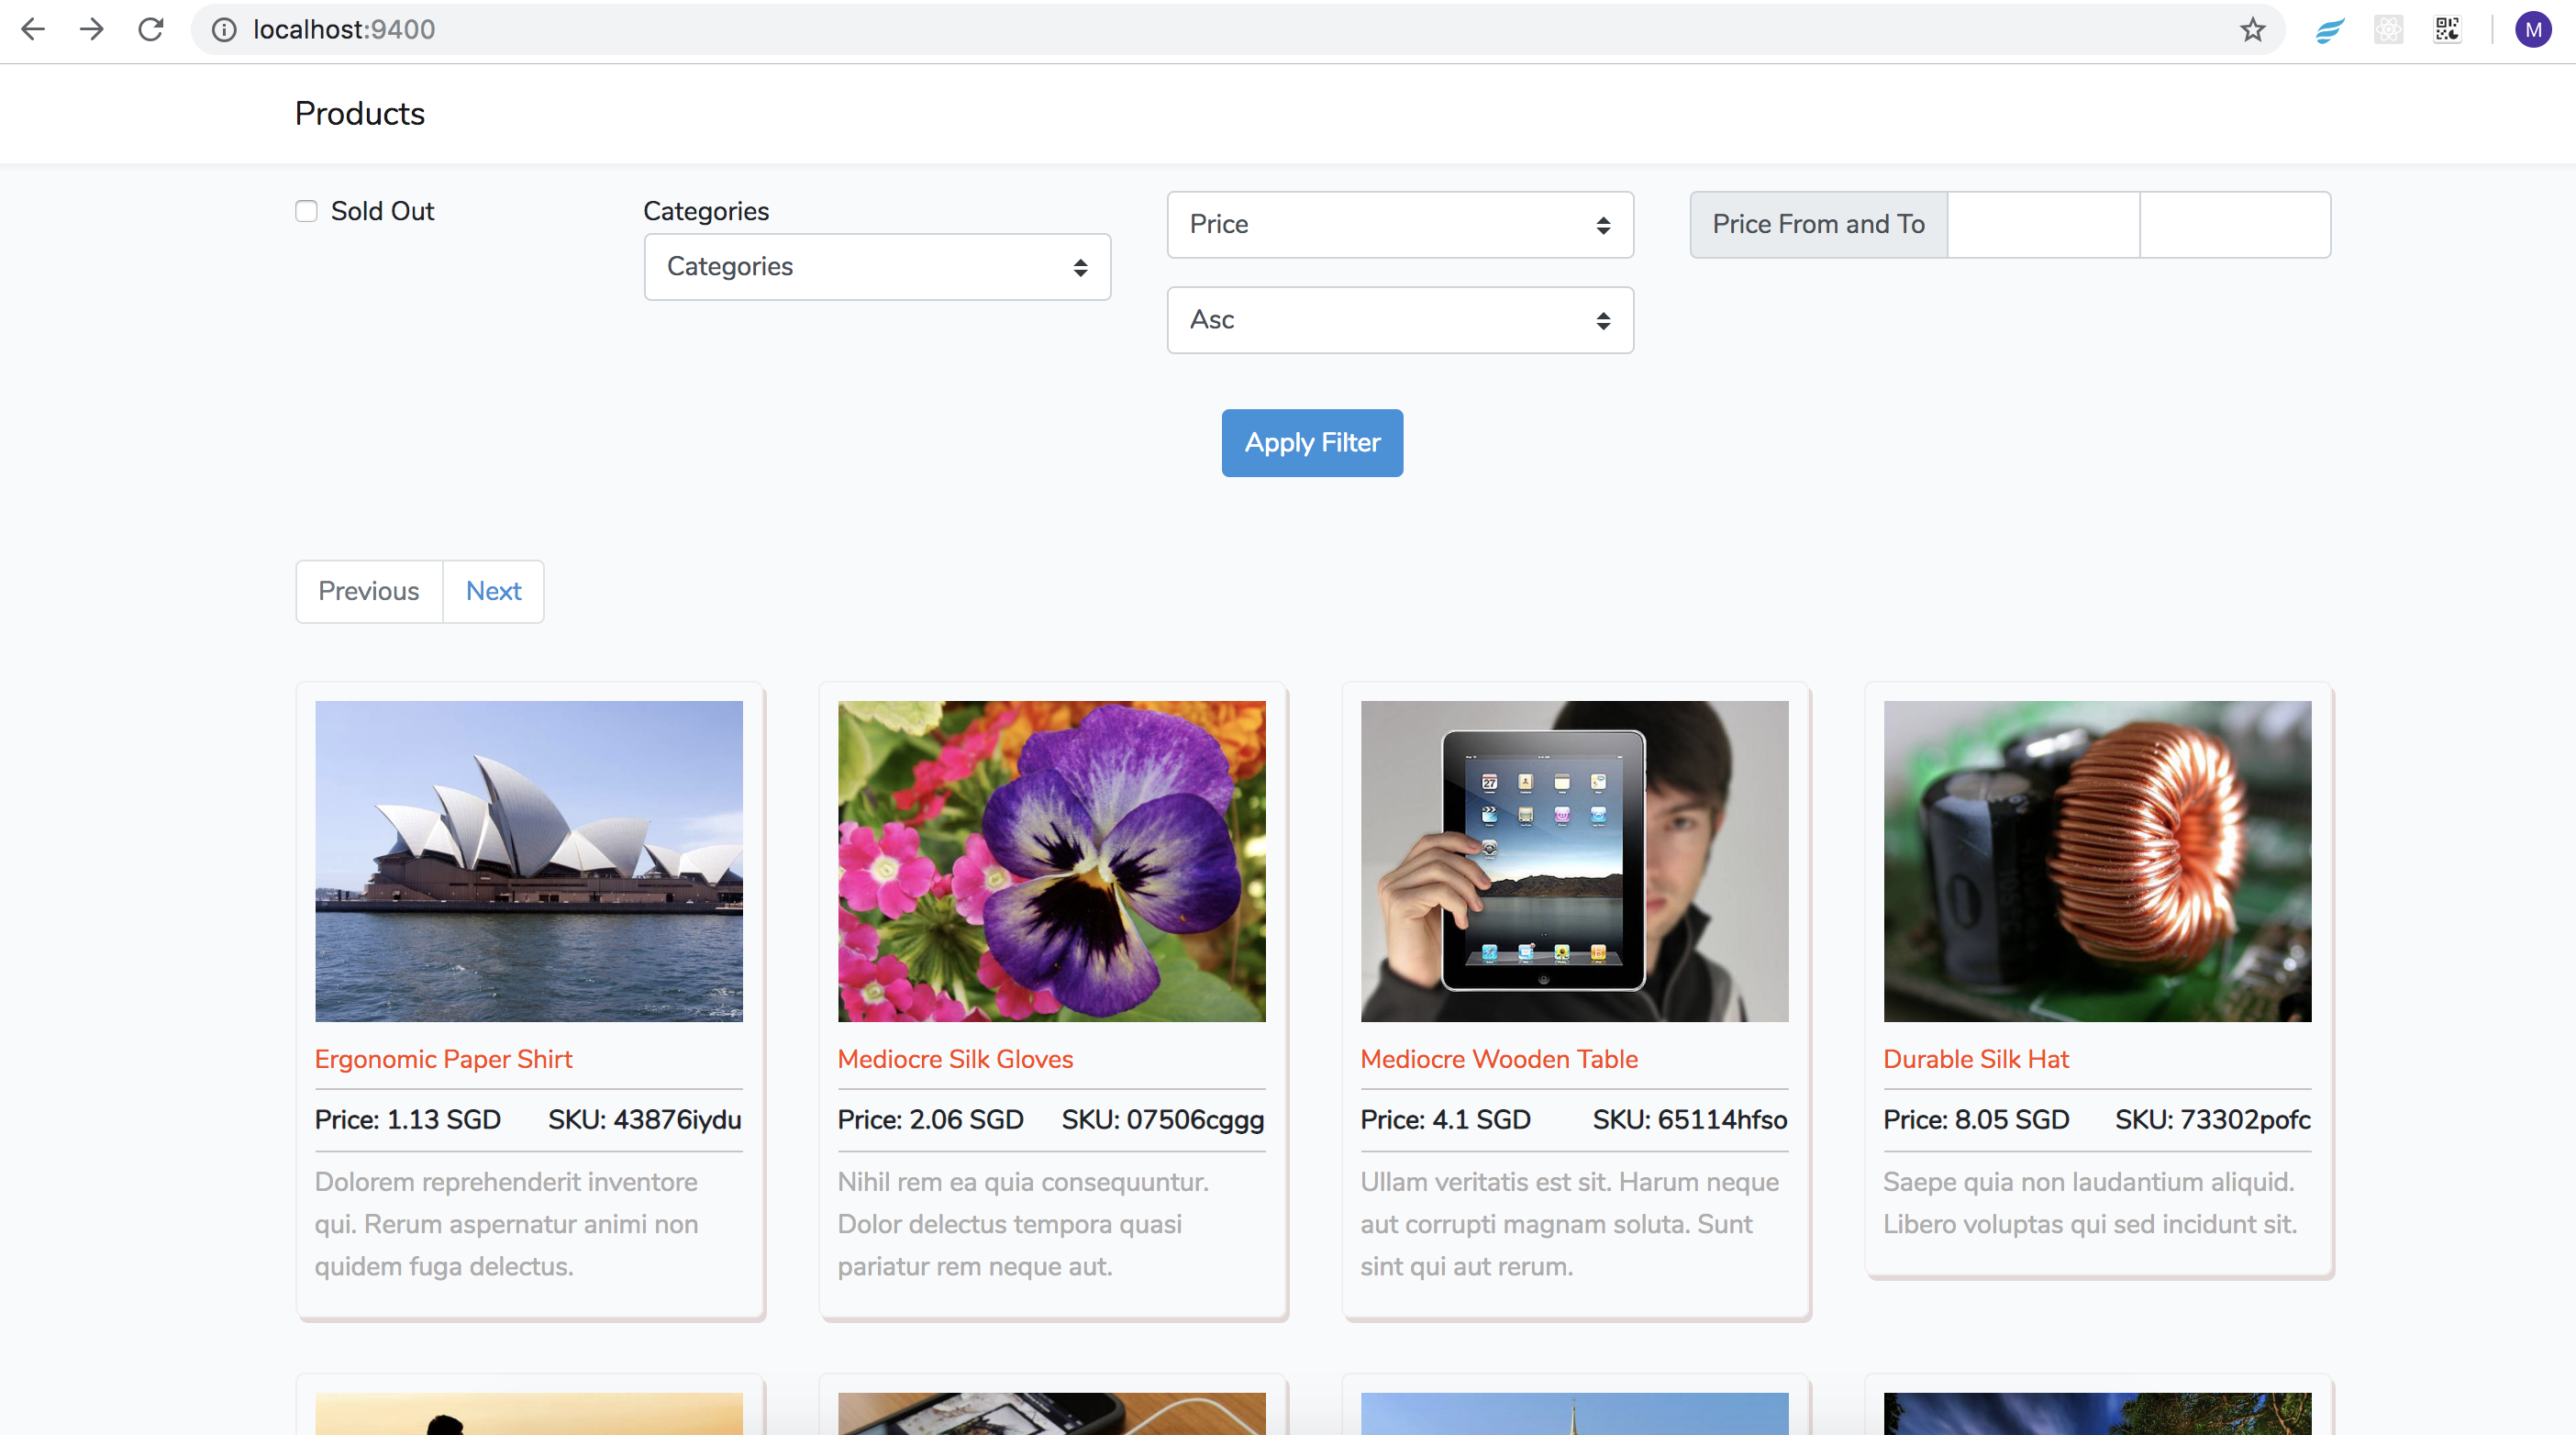 localhost:9400
M
Products
Sold Out
Categories
Categories
Price
Asc
Price From and To
Apply Filter
Previous Next
Ergonomic Paper Shirt
Price: 1.13 SGD SKU: 43876iydu
Dolorem reprehenderit inventore
qui. Rerum aspernatur animi non
quidem fuga delectus.
27
Mediocre Silk Gloves
Price: 2.06 SGD SKU: 07506cggg
Nihil rem ea quia consequuntur.
Dolor delectus tempora quasi
pariatur rem neque aut.
Mediocre Wooden Table
Price: 4.1 SGD SKU: 65114hfso
Ullam veritatis est sit. Harum neque
aut corrupti magnam soluta. Sunt
sint qui aut rerum.
Durable Silk Hat
Price: 8.05 SGD SKU: 73302pofc
Saepe quia non laudantium aliquid.
Libero voluptas qui sed incidunt sit.